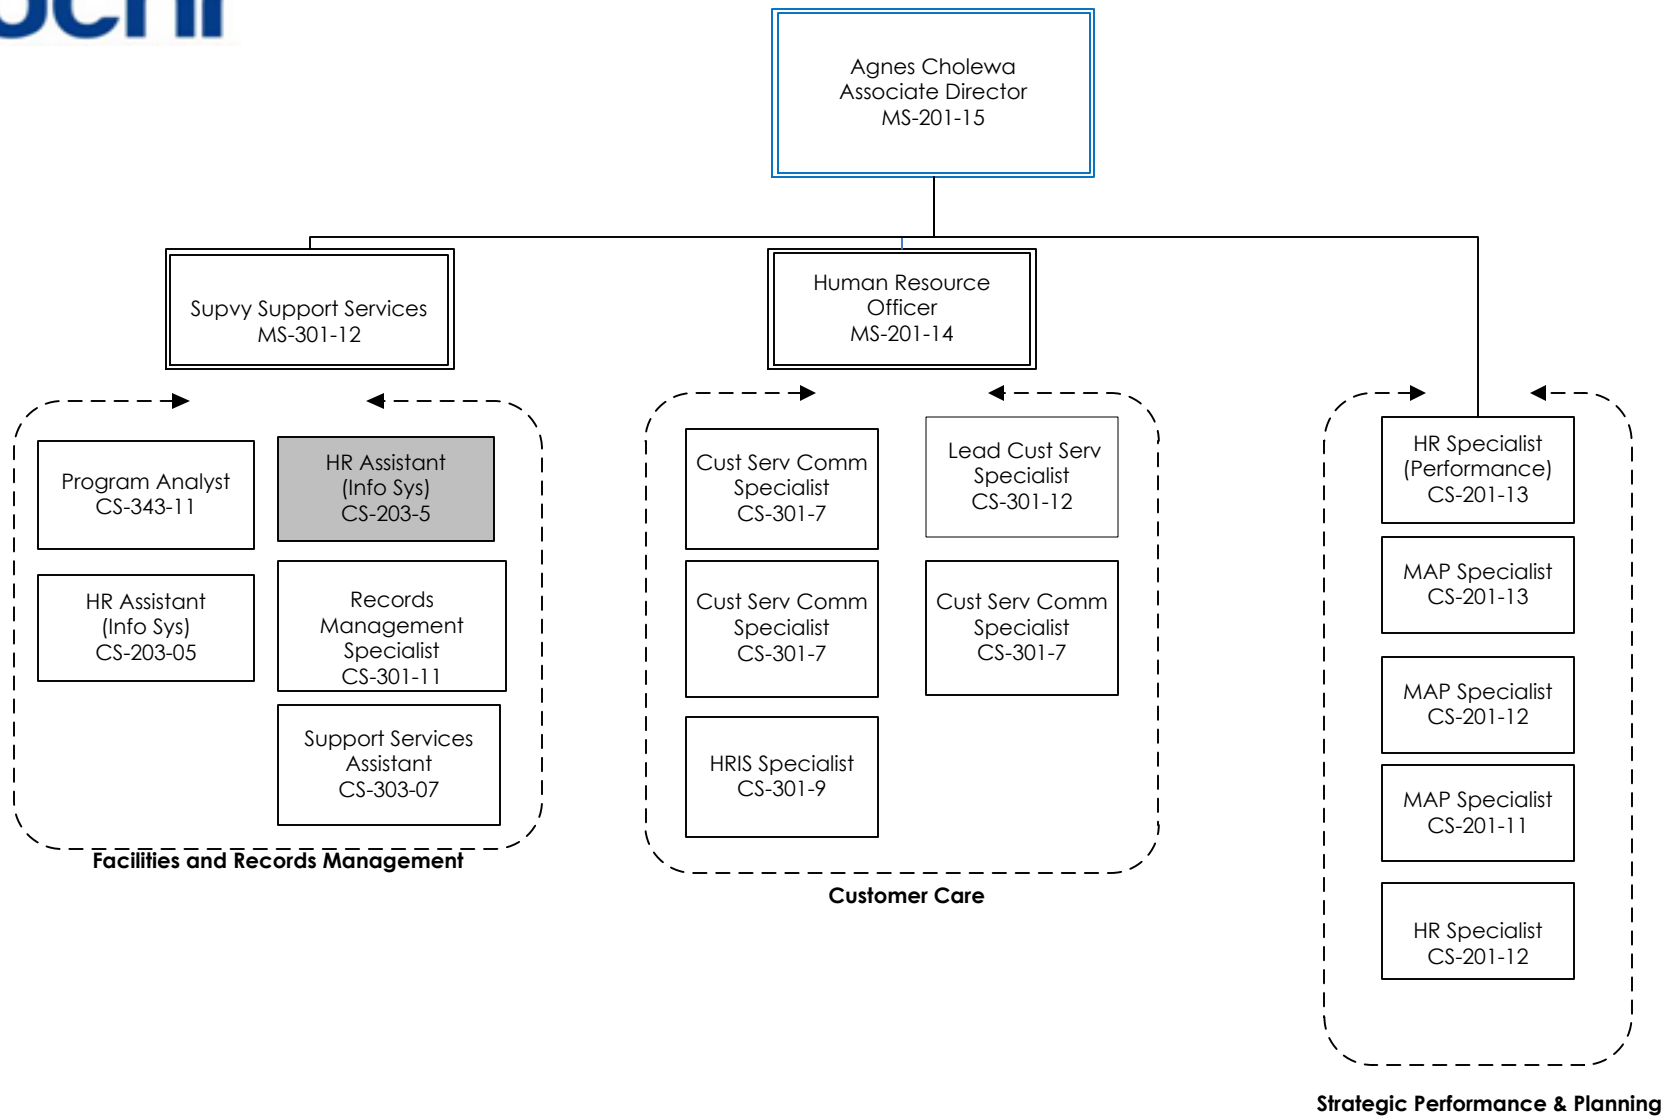 Agnes Cholewa
Associate Director
MS-201-15
Supvy Support Services
MS-301-12
Human Resource
Officer
MS-201-14
Program Analyst
CS-343-11
HR Assistant
(Info Sys)
CS-203-5
HR Assistant
(Info Sys)
CS-203-05
Records
Management
Specialist
CS-301-11
Support Services
Assistant
CS-303-07
Facilities and Records Management
Cust Serv Comm
Specialist
CS-301-7
Lead Cust Serv
Specialist
CS-301-12
Cust Serv Comm
Specialist
CS-301-7
Cust Serv Comm
Specialist
CS-301-7
HRIS Specialist
CS-301-9
Customer Care
HR Specialist
(Performance)
CS-201-13
MAP Specialist
CS-201-13
MAP Specialist
CS-201-12
MAP Specialist
CS-201-11
HR Specialist
CS-201-12
Strategic Performance & Planning